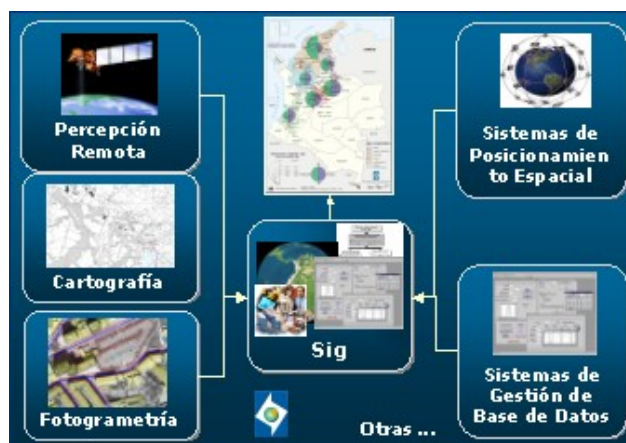 Percepción
Remota
Cartografía
Fotogrametría
Sig
Sistemas de
Posicionamien
to Espacial
Sistemas de
Gestión de
Base de Datos
Otras ...